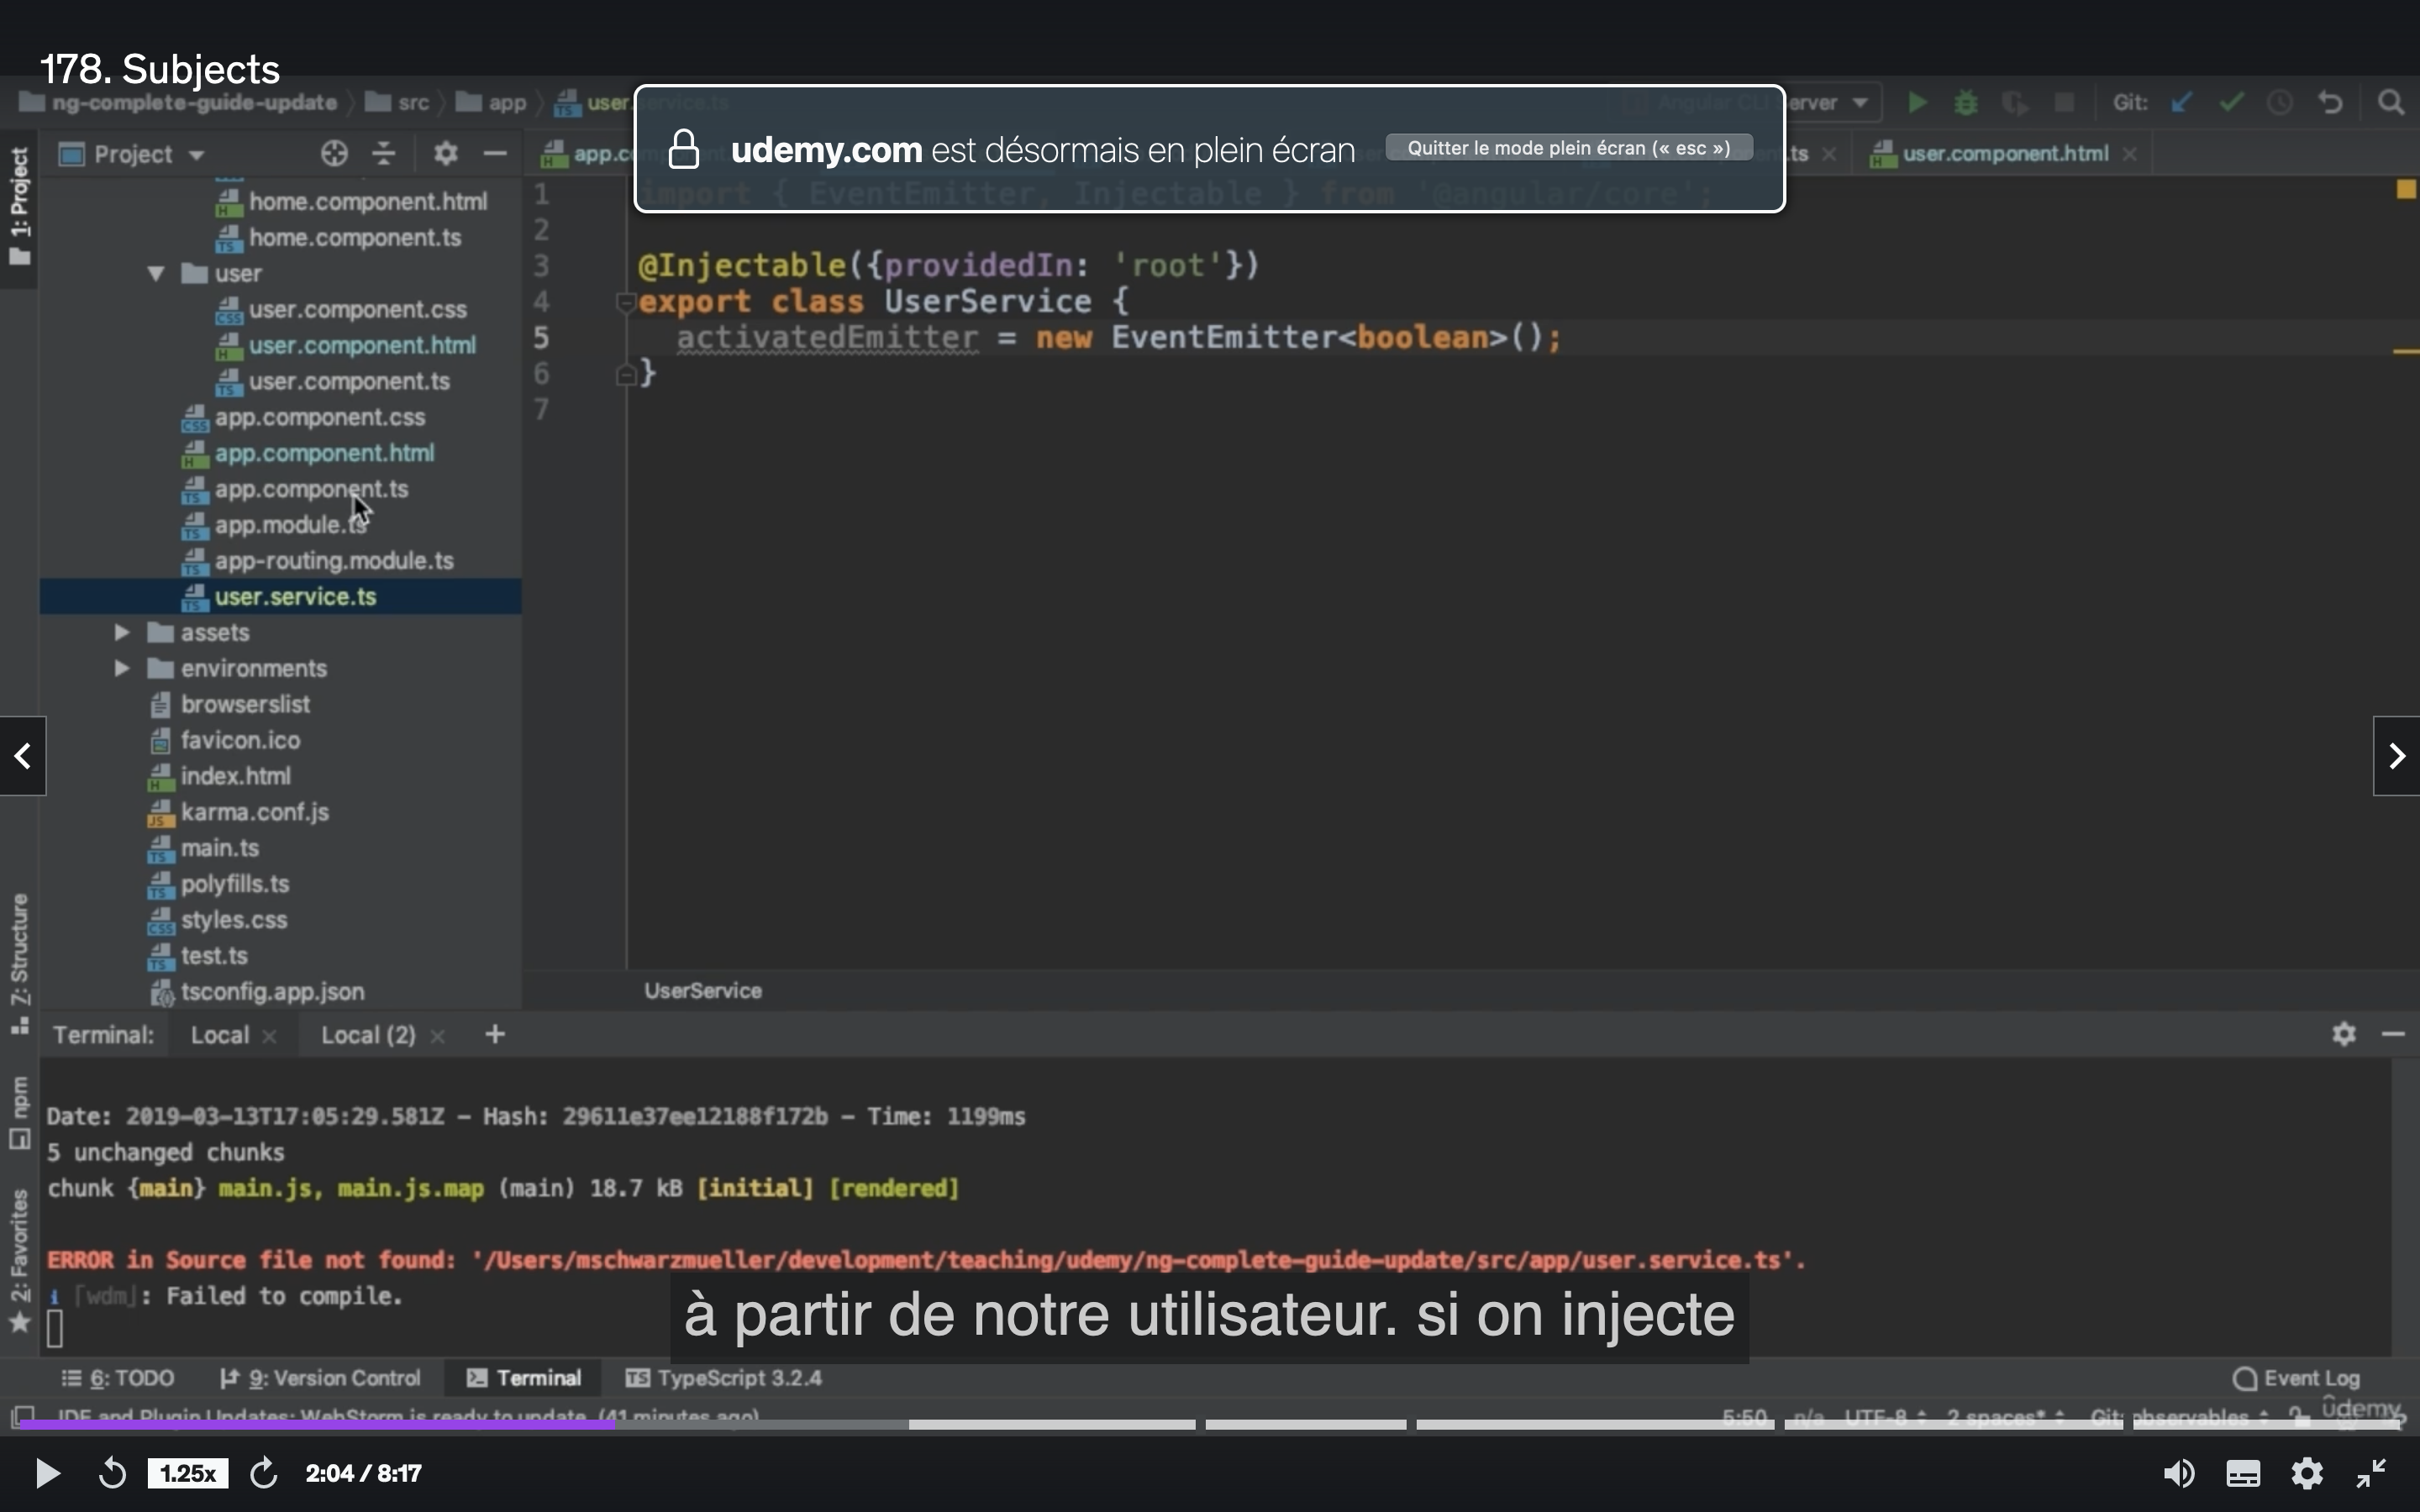 178. Subjects
ng-complete-guide-update
src
app
user.service.ts
Angular CLI Server
Git:
udemy.com est désormais en plein écran
Quitter le mode plein écran (« esc »)
1: Project
Project
app.co
.ts
user.component.html
home.component.html
home.component.ts
user
user.component.css
user.component.html
user.component.ts
app.component.css
app.component.html
app.component.ts
app.module.ts
app-routing.module.ts
user.service.ts
assets
environments
browserslist
favicon.ico
index.html
karma.conf.js
main.ts
polyfills.ts
styles.css
test.ts
tsconfig.app.json
1 import { EventEmitter, Injectable } from '@angular/core';
2
3 @Injectable({providedIn: 'root'})
4 export class UserService {
5 activatedEmitter = new EventEmitter<boolean>();
6 }
7
UserService
Z: Structure
npm
2: Favorites
Terminal: Local Local (2) +
Date: 2019-03-13T17:05:29.581Z - Hash: 29611e37ee12188f172b - Time: 1199ms
5 unchanged chunks
chunk {main} main.js, main.js.map (main) 18.7 kB [initial] [rendered]
ERROR in Source file not found: '/Users/mschwarzmueller/development/teaching/udemy/ng-complete-guide-update/src/app/user.service.ts'.
i ｢wdm｣: Failed to compile.
à partir de notre utilisateur. si on injecte
6: TODO
9: Version Control
Terminal
TypeScript 3.2.4
Event Log
IDE and Plugin Updates: WebStorm is ready to update. (41 minutes ago)
5:50 n/a UTF-8 2 spaces* Git: observables
udemy
1.25x
2:04 / 8:17